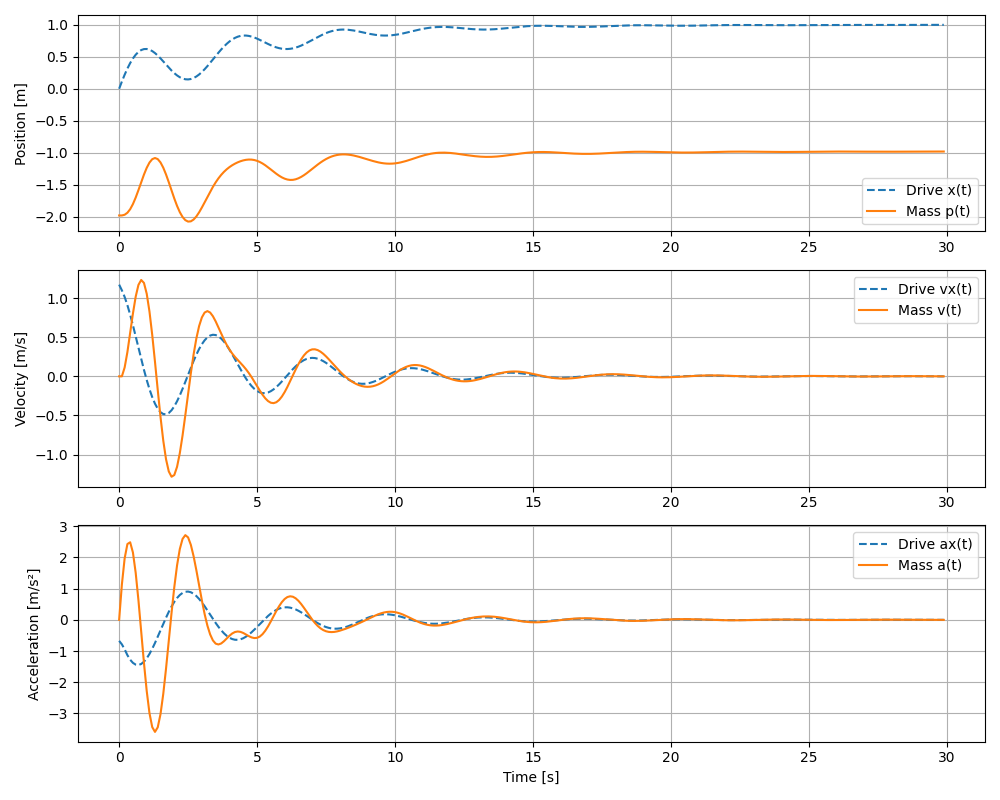 1.0
0.5
0.0
−0.5
−1.0
−1.5
−2.0
Position [m]
Drive x(t)
Mass p(t)
0 5 10 15 20 25 30
1.0
0.5
0.0
−0.5
−1.0
Velocity [m/s]
Drive vx(t)
Mass v(t)
0 5 10 15 20 25 30
3
2
1
0
−1
−2
−3
Acceleration [m/s²]
Drive ax(t)
Mass a(t)
0 5 10 15 20 25 30
Time [s]